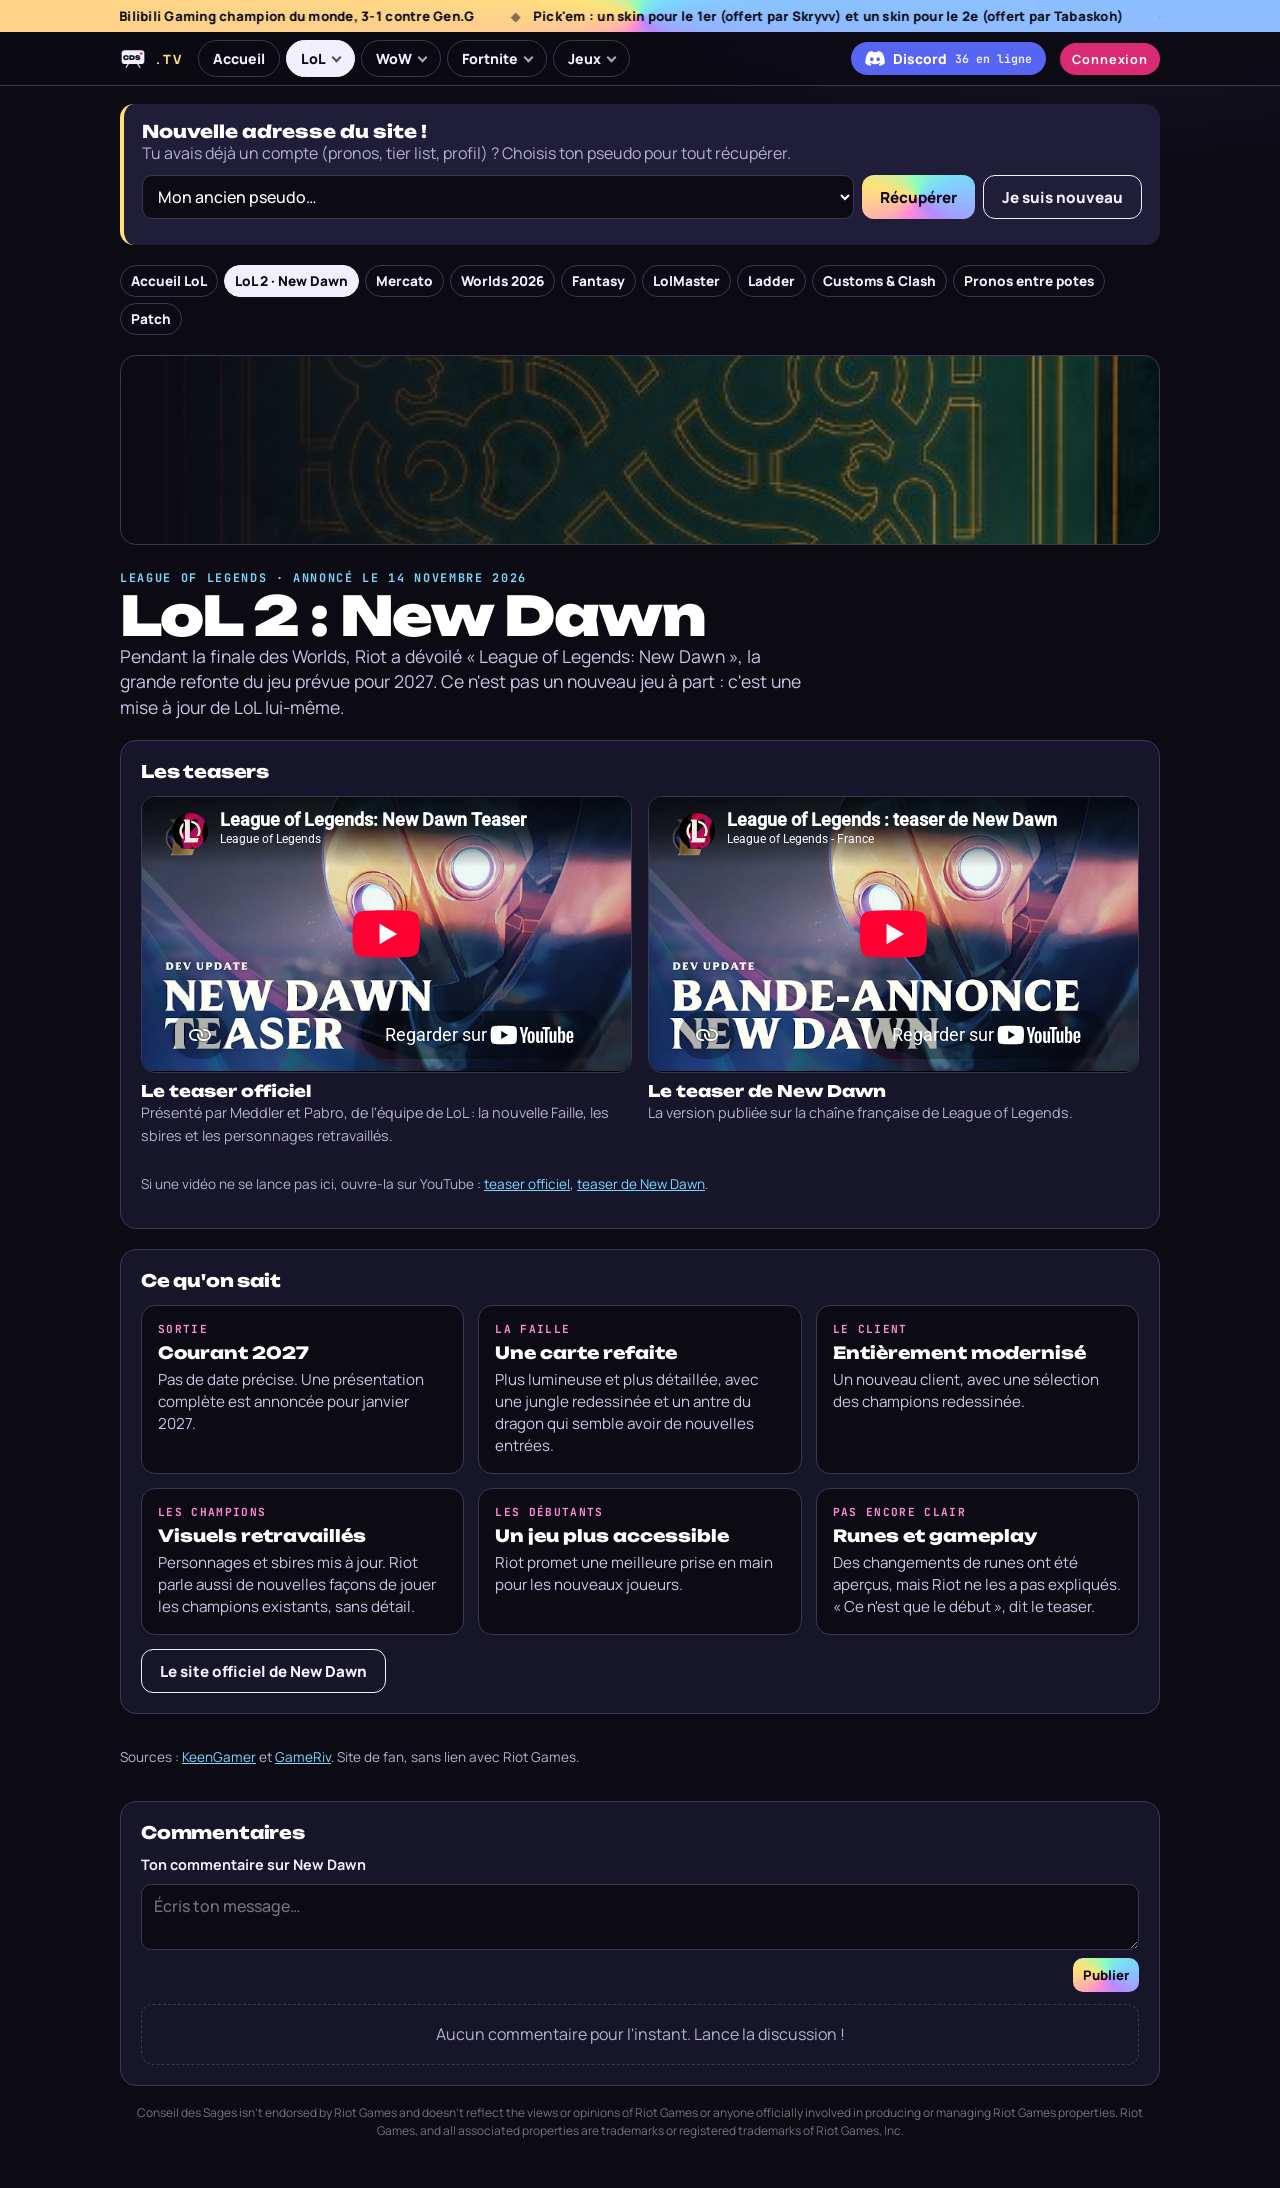 Bilibili Gaming champion du monde, 3-1 contre Gen.G ◆ Pick'em : un skin pour le 1er (offert par Skryvv) et un skin pour le 2e (offert par Tabaskoh)
CDS .TV Accueil LoL WoW Fortnite Jeux Discord 36 en ligne Connexion
Nouvelle adresse du site !
Tu avais déjà un compte (pronos, tier list, profil) ? Choisis ton pseudo pour tout récupérer.
Mon ancien pseudo… Récupérer Je suis nouveau
Accueil LoL LoL 2 · New Dawn Mercato Worlds 2026 Fantasy LolMaster Ladder Customs & Clash Pronos entre potes
Patch
LEAGUE OF LEGENDS · ANNONCÉ LE 14 NOVEMBRE 2026
LoL 2 : New Dawn
Pendant la finale des Worlds, Riot a dévoilé « League of Legends: New Dawn », la
grande refonte du jeu prévue pour 2027. Ce n'est pas un nouveau jeu à part : c'est une
mise à jour de LoL lui-même.
Les teasers
League of Legends: New Dawn Teaser
League of Legends
DEV UPDATE
NEW DAWN
TEASER
Regarder sur YouTube
League of Legends : teaser de New Dawn
League of Legends - France
DEV UPDATE
BANDE-ANNONCE
NEW DAWN
Regarder sur YouTube
Le teaser officiel
Présenté par Meddler et Pabro, de l'équipe de LoL : la nouvelle Faille, les
sbires et les personnages retravaillés.
Le teaser de New Dawn
La version publiée sur la chaîne française de League of Legends.
Si une vidéo ne se lance pas ici, ouvre-la sur YouTube : teaser officiel, teaser de New Dawn.
Ce qu'on sait
SORTIE
Courant 2027
Pas de date précise. Une présentation
complète est annoncée pour janvier
2027.
LA FAILLE
Une carte refaite
Plus lumineuse et plus détaillée, avec
une jungle redessinée et un antre du
dragon qui semble avoir de nouvelles
entrées.
LE CLIENT
Entièrement modernisé
Un nouveau client, avec une sélection
des champions redessinée.
LES CHAMPIONS
Visuels retravaillés
Personnages et sbires mis à jour. Riot
parle aussi de nouvelles façons de jouer
les champions existants, sans détail.
LES DÉBUTANTS
Un jeu plus accessible
Riot promet une meilleure prise en main
pour les nouveaux joueurs.
PAS ENCORE CLAIR
Runes et gameplay
Des changements de runes ont été
aperçus, mais Riot ne les a pas expliqués.
« Ce n'est que le début », dit le teaser.
Le site officiel de New Dawn
Sources : KeenGamer et GameRiv. Site de fan, sans lien avec Riot Games.
Commentaires
Ton commentaire sur New Dawn
Écris ton message…
Publier
Aucun commentaire pour l'instant. Lance la discussion !
Conseil des Sages isn't endorsed by Riot Games and doesn't reflect the views or opinions of Riot Games or anyone officially involved in producing or managing Riot Games properties. Riot
Games, and all associated properties are trademarks or registered trademarks of Riot Games, Inc.